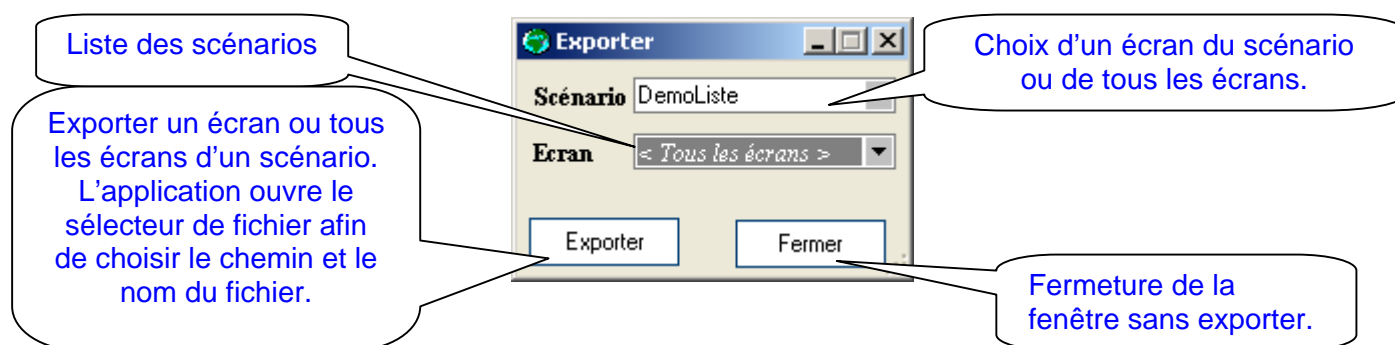 Liste des scénarios
Exporter un écran ou tous
les écrans d'un scénario.
L'application ouvre le
sélecteur de fichier afin
de choisir le chemin et le
nom du fichier.
Exporter
Scénario DemoListe
Ecran < Tous les écrans >
Exporter Fermer
Choix d'un écran du scénario
ou de tous les écrans.
Fermeture de la
fenêtre sans exporter.